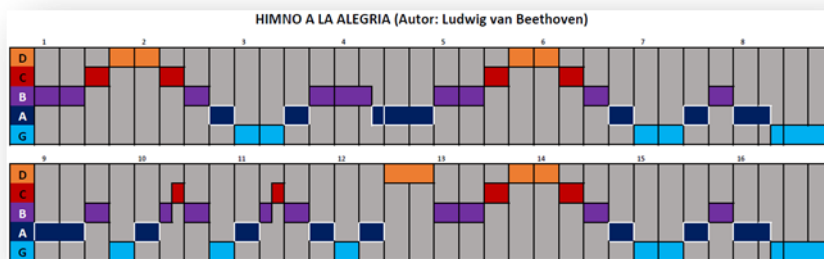 HIMNO A LA ALEGRIA (Autor: Ludwig van Beethoven)
1 2 3 4 5 6 7 8
D
C
B
A
G
9 10 11 12 13 14 15 16
D
C
B
A
G